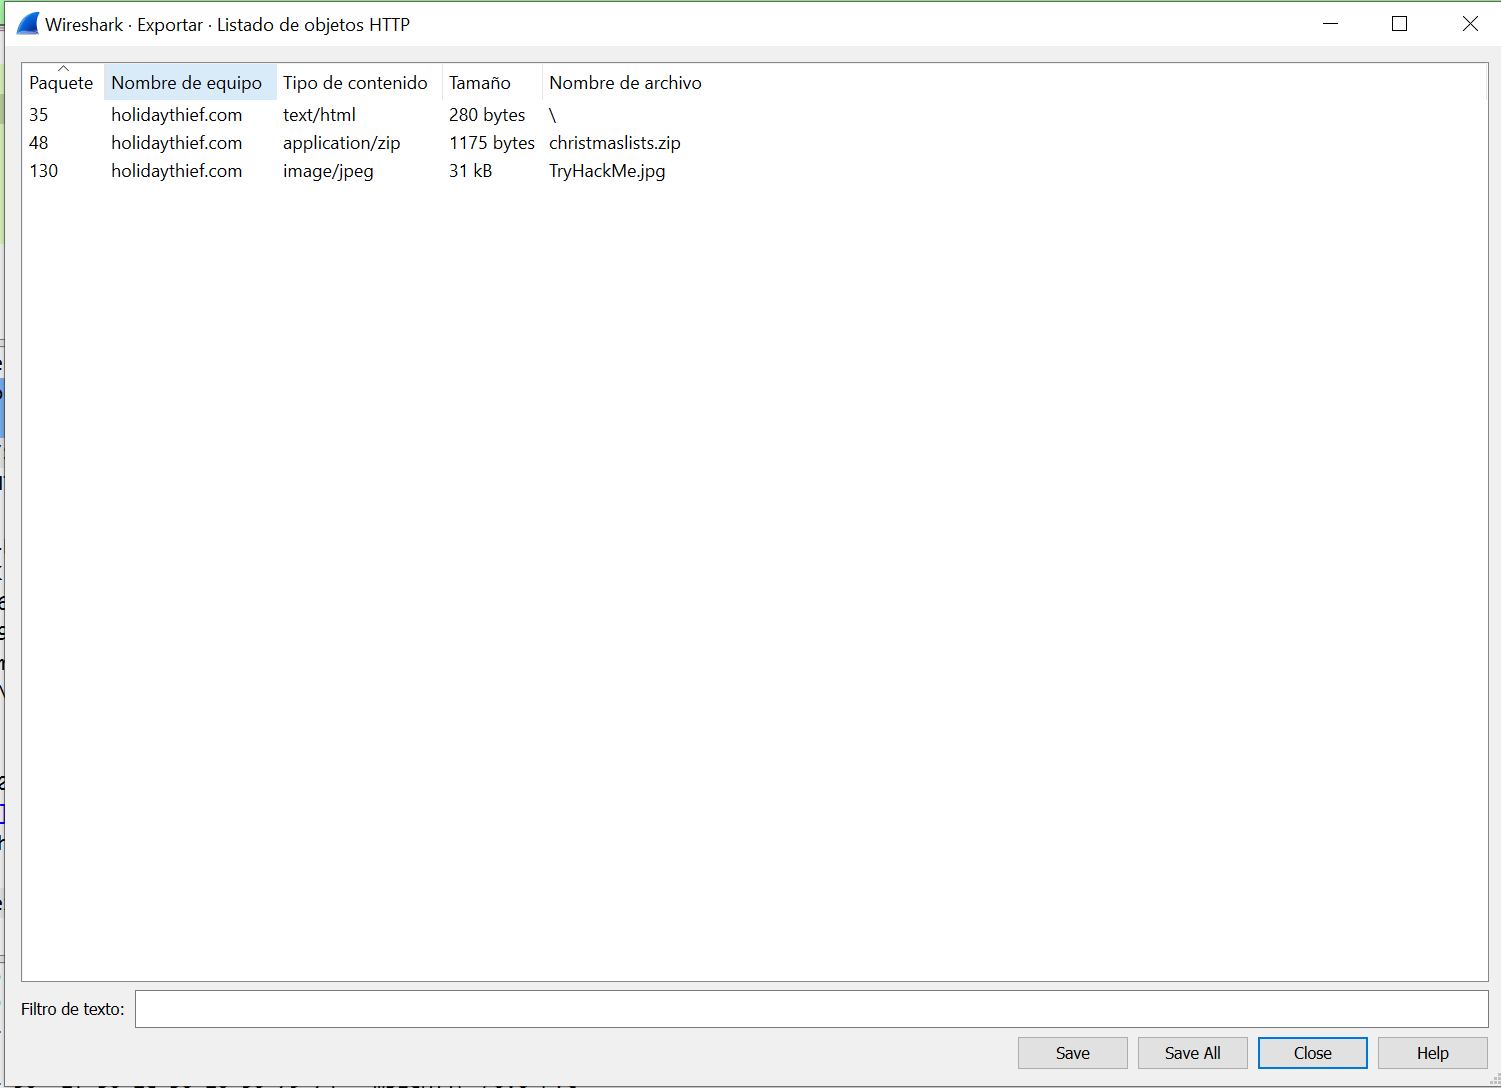 Wireshark · Exportar · Listado de objetos HTTP
Paquete Nombre de equipo Tipo de contenido Tamaño Nombre de archivo
35 holidaythief.com text/html 280 bytes \
48 holidaythief.com application/zip 1175 bytes christmaslists.zip
130 holidaythief.com image/jpeg 31 kB TryHackMe.jpg
Filtro de texto:
Save Save All Close Help